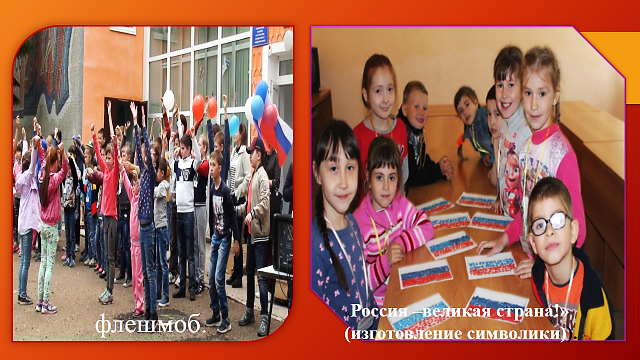 флешмоб.
Россия –великая страна!»
(изготовление символики)